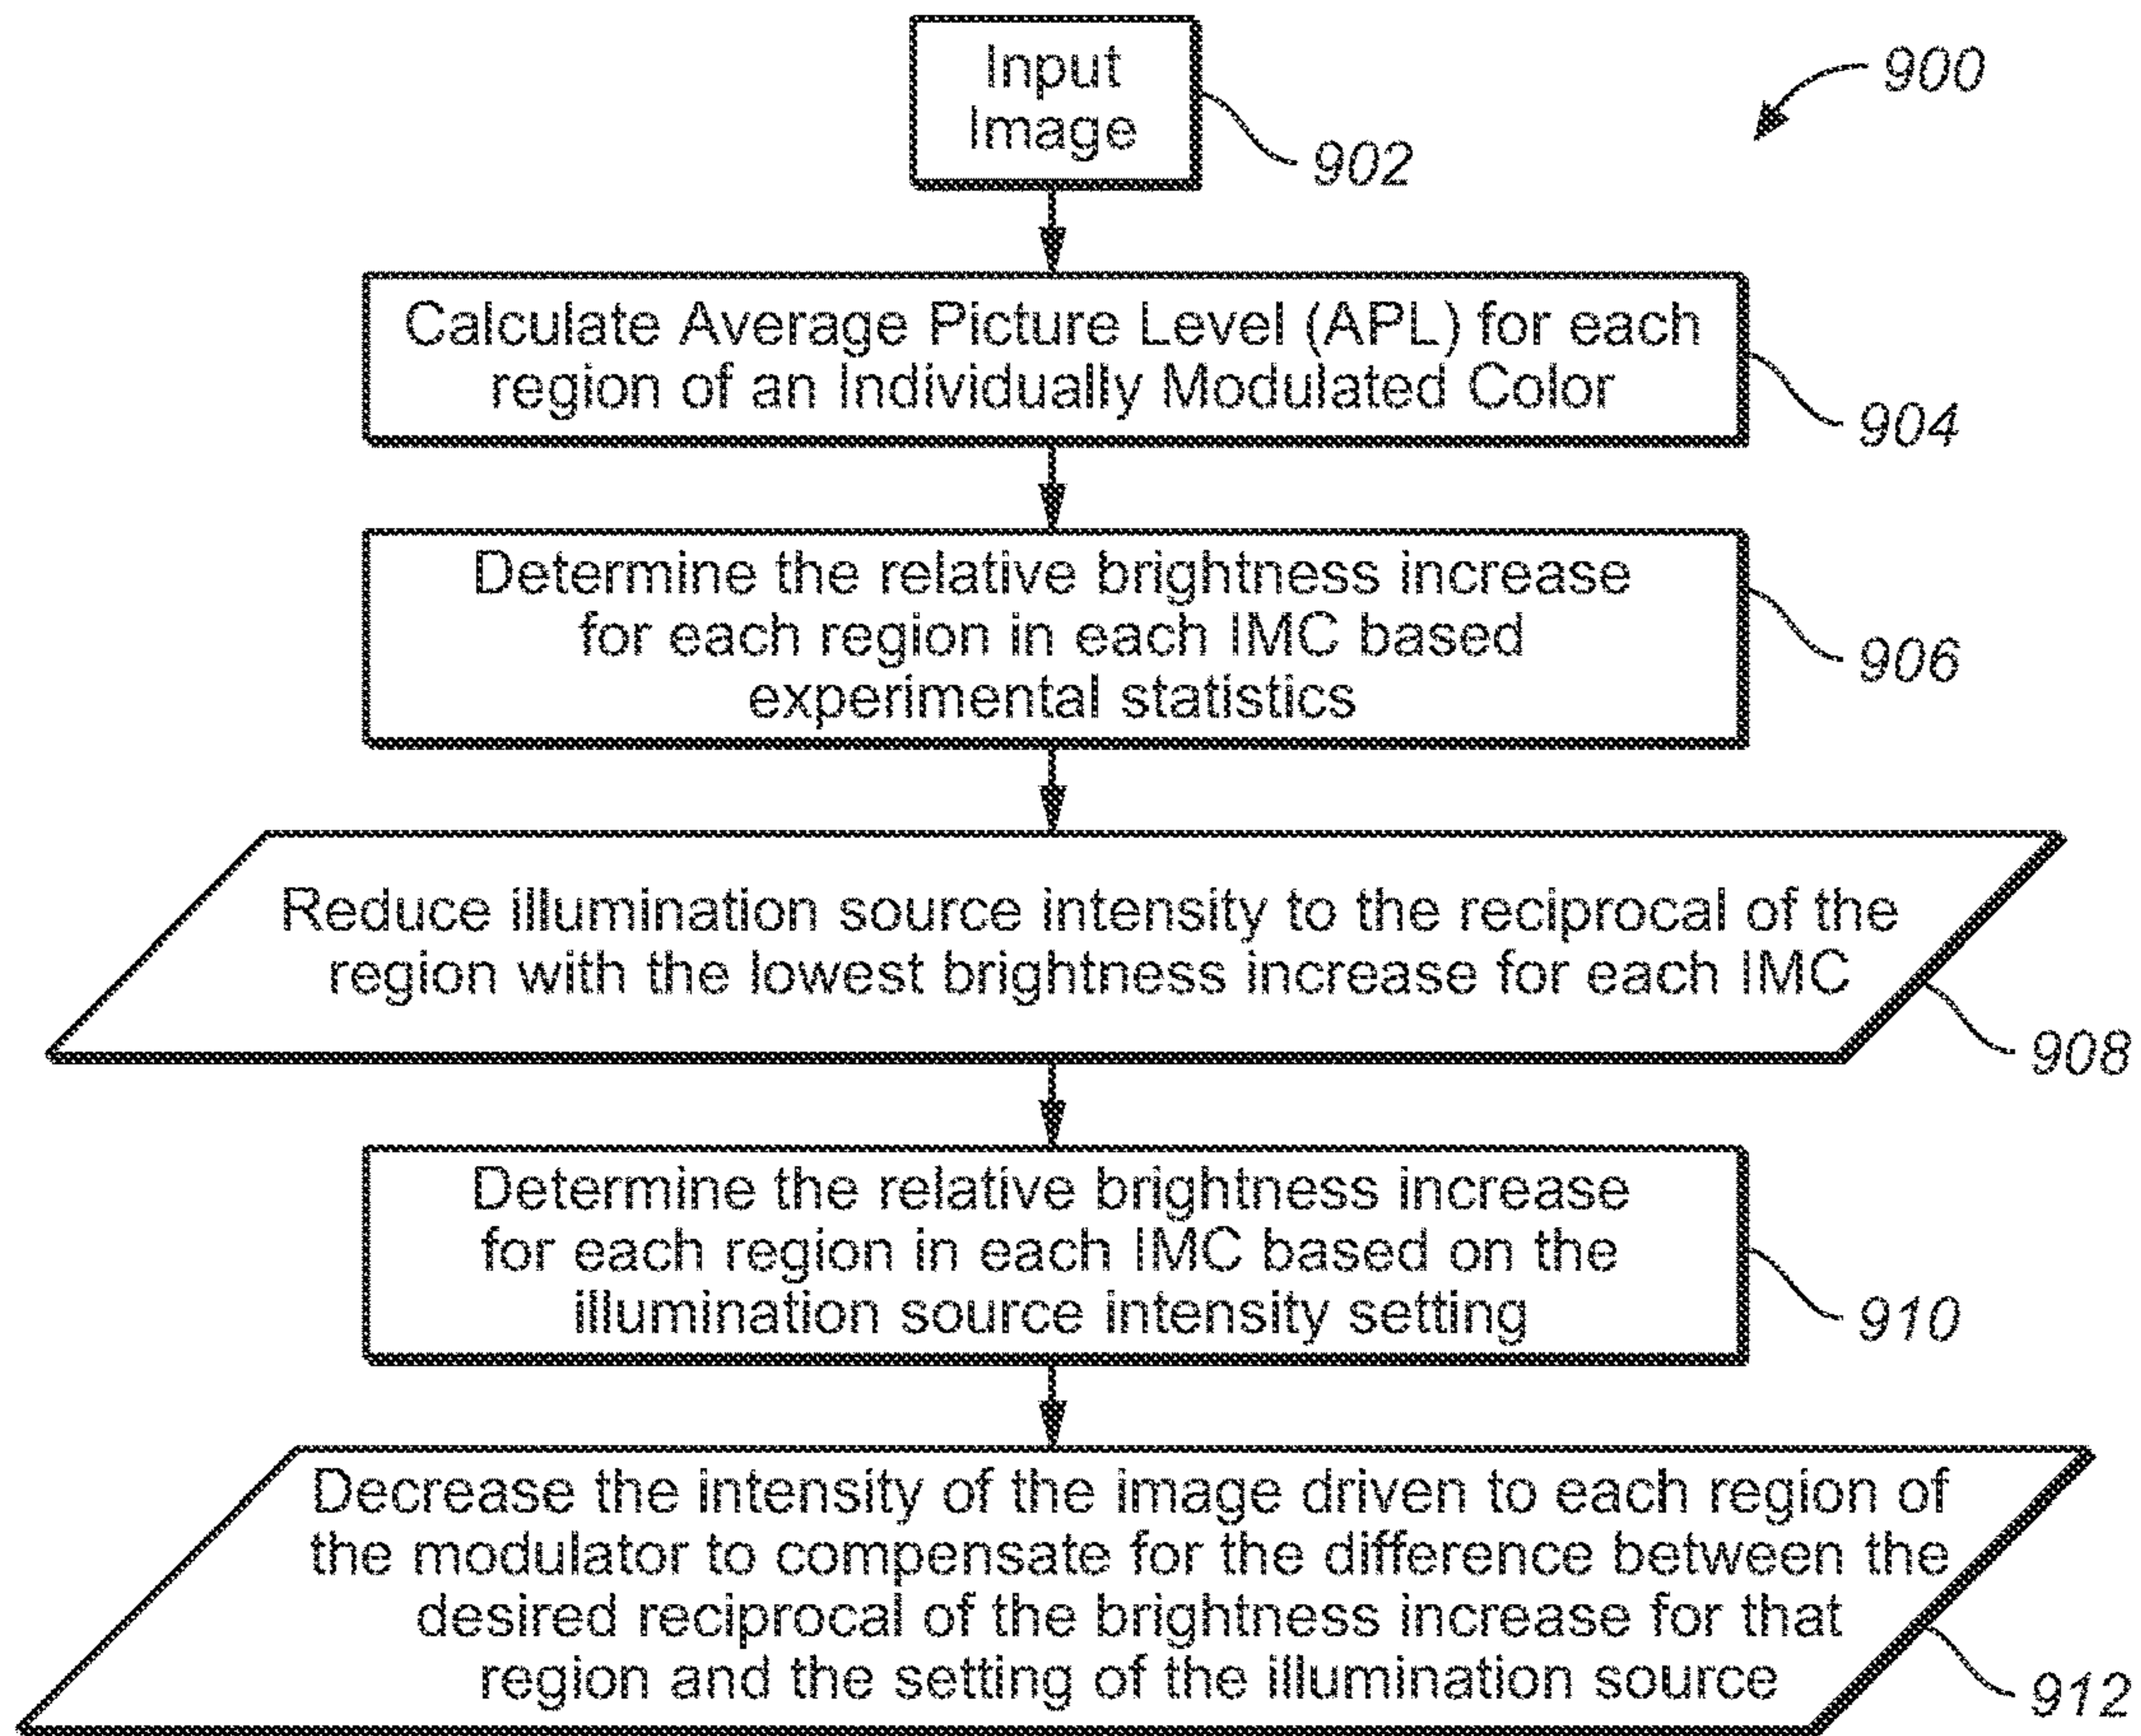 Input
Image
900
902
Calculate Average Picture Level (APL) for each
region of an Individually Modulated Color
904
Determine the relative brightness increase
for each region in each IMC based
experimental statistics
906
Reduce illumination source intensity to the reciprocal of the
region with the lowest brightness increase for each IMC
908
Determine the relative brightness increase
for each region in each IMC based on the
illumination source intensity setting
910
Decrease the intensity of the image driven to each region of
the modulator to compensate for the difference between the
desired reciprocal of the brightness increase for that
region and the setting of the illumination source
912